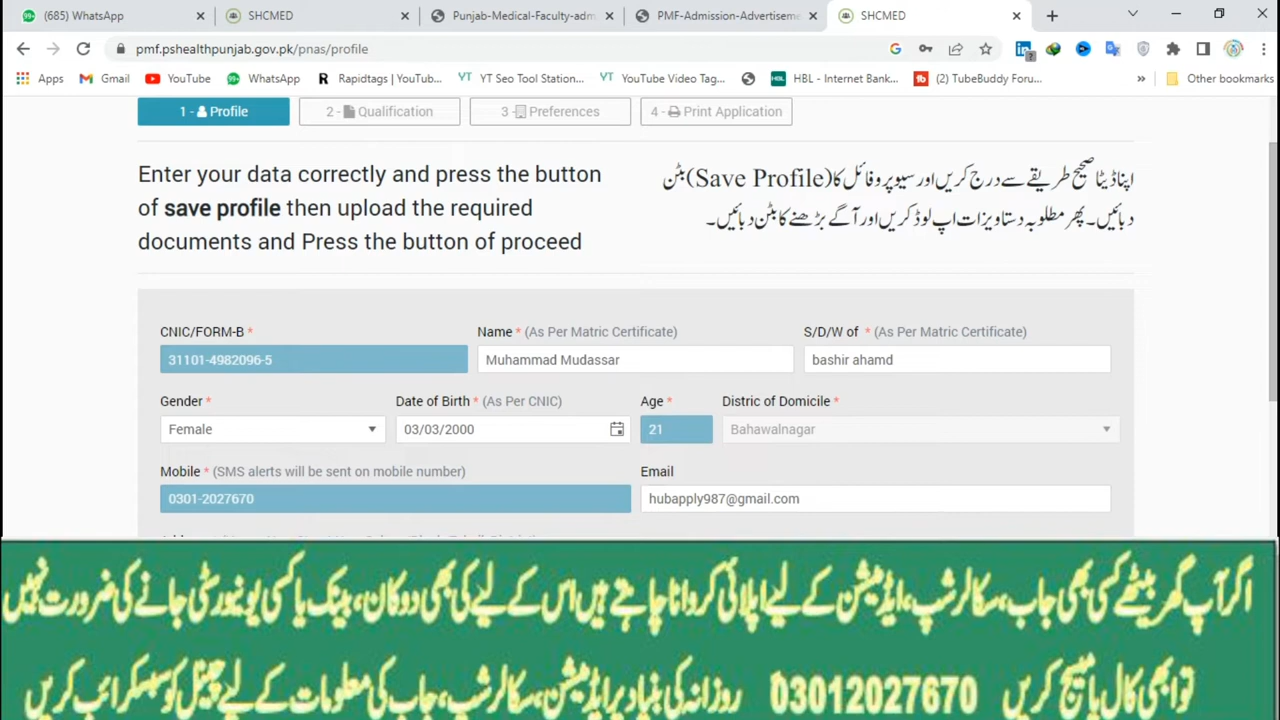 (685) WhatsApp
SHCMED
Punjab-Medical-Faculty-adm
PMF-Admission-Advertiseme
SHCMED
pmf.pshealthpunjab.gov.pk/pnas/profile
Apps
Gmail
YouTube
WhatsApp
Rapidtags | YouTub...
YT Seo Tool Station...
YouTube Video Tag...
HBL - Internet Bank...
(2) TubeBuddy Foru...
»
Other bookmarks
1 - Profile
2 - Qualification
3 - Preferences
4 - Print Application
Enter your data correctly and press the button
of save profile then upload the required
documents and Press the button of proceed
اپنا ڈیٹا صحیح طریقے سے درج کریں اور سیو پروفائل کا (Save Profile) بٹن
دبائیں۔ پھر مطلوبہ دستاویزات اپ لوڈ کریں اور آگے بڑھنے کا بٹن دبائیں۔
CNIC/FORM-B *
Name * (As Per Matric Certificate)
S/D/W of * (As Per Matric Certificate)
31101-4982096-5
Muhammad Mudassar
bashir ahamd
Gender *
Date of Birth * (As Per CNIC)
Age *
Distric of Domicile *
Female
03/03/2000
21
Bahawalnagar
Mobile * (SMS alerts will be sent on mobile number)
Email
0301-2027670
hubapply987@gmail.com
اگر آپ گھر بیٹھے کسی بھی جاب، سکالرشپ، ایڈمیشن کے لیے اپلائی کروانا چاہتے ہیں اس کے لیے کی بھی دوکان، بینک یا کسی یونیورسٹی جانے کی ضرورت نہیں
تو ابھی کال یا میسج کریں 03012027670 روزانہ کی بنیاد پر ایڈمیشن، سکالرشپ، جاب کی معلومات کے لیے چینل کو سبسکرائب کریں